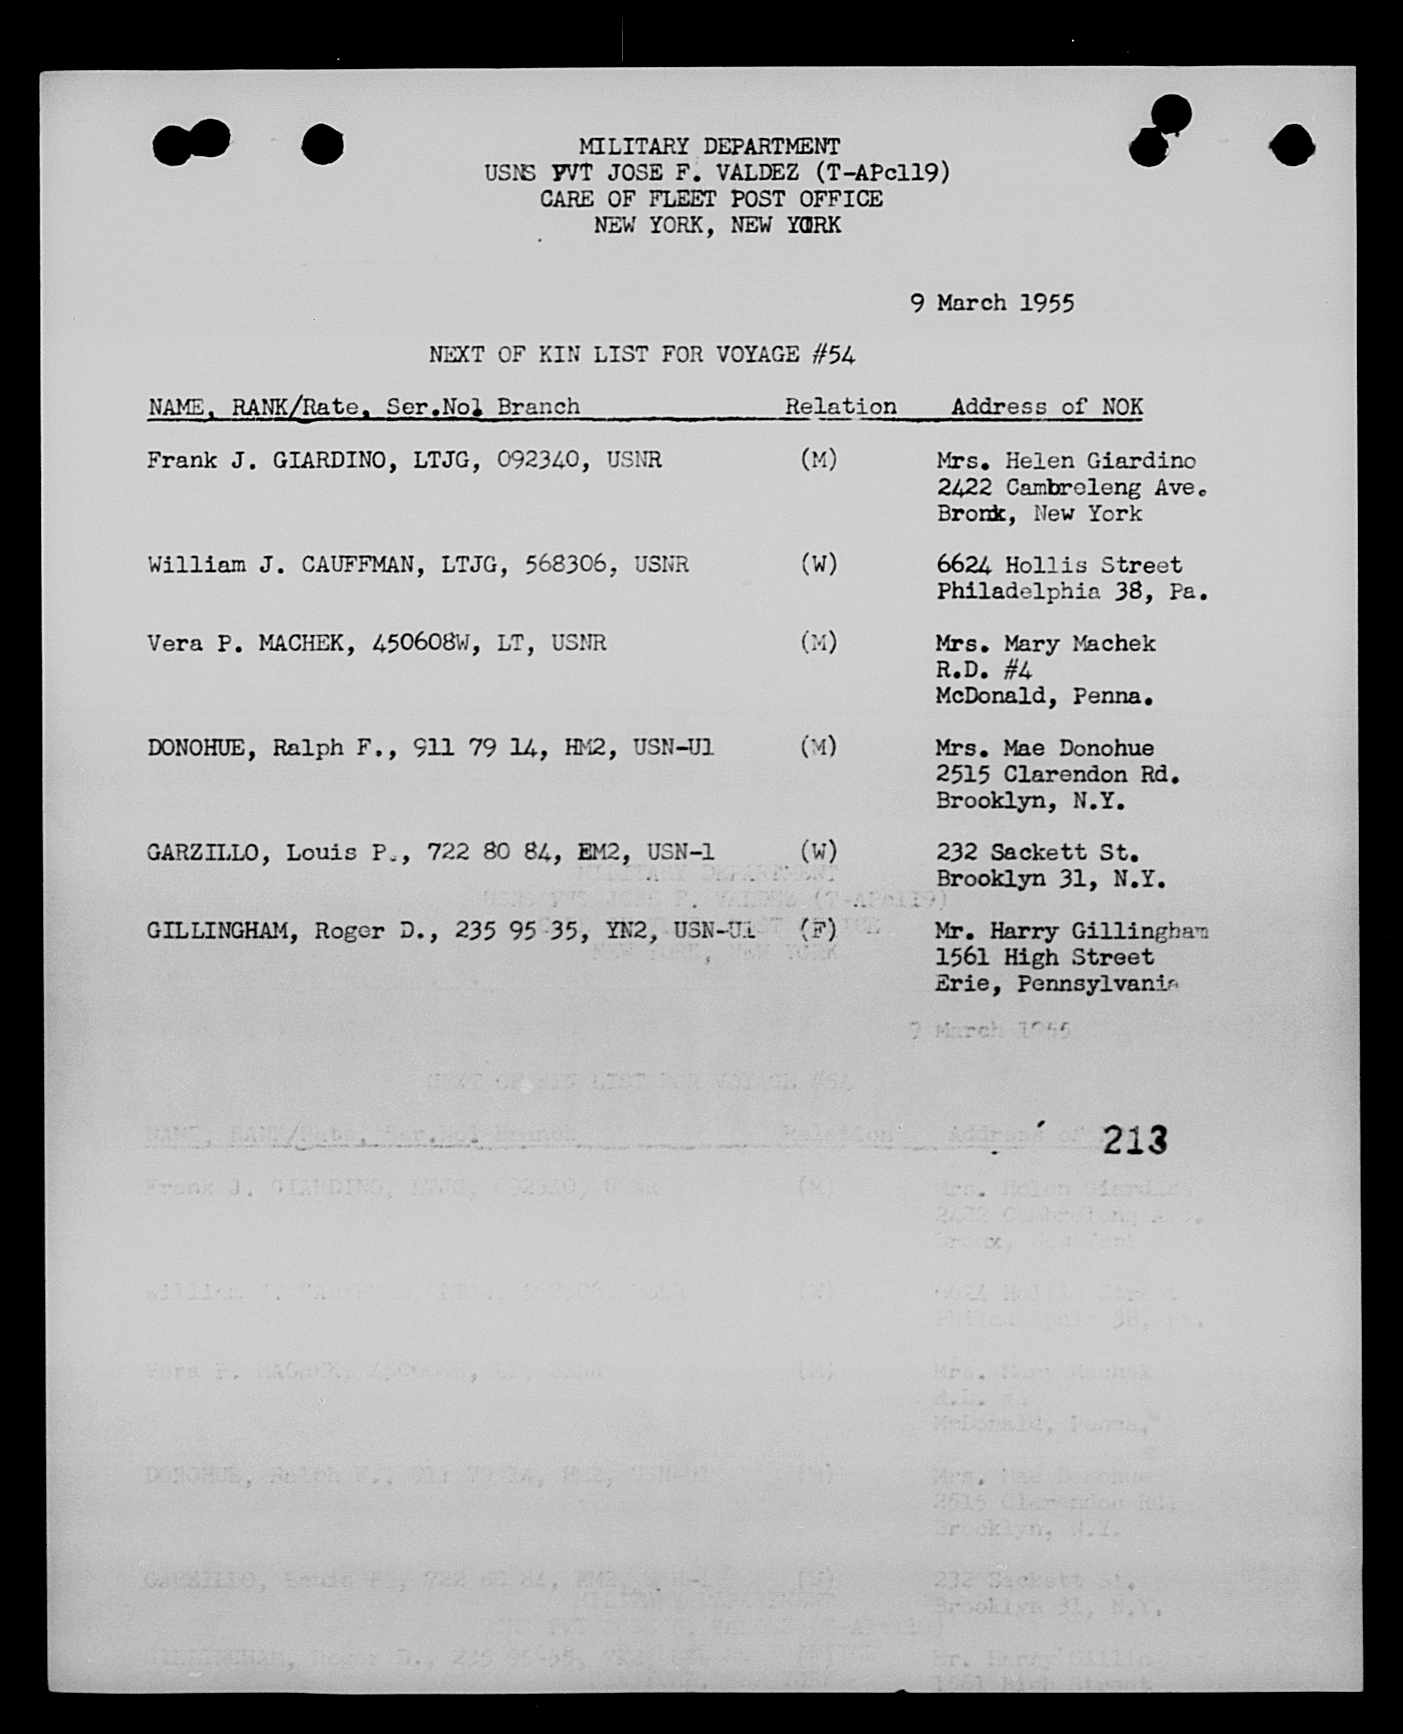 MILITARY DEPARTMENT
USNS PVT JOSE F. VALDEZ (T-APc119)
CARE OF FLEET POST OFFICE
NEW YORK, NEW YORK
9 March 1955
NEXT OF KIN LIST FOR VOYAGE #54
NAME, RANK/Rate, Ser.No. Branch Relation Address of NOK
Frank J. GIARDINO, LTJG, 092340, USNR (M) Mrs. Helen Giardino
2422 Cambreleng Ave.
Bronx, New York
William J. CAUFFMAN, LTJG, 568306, USNR (W) 6624 Hollis Street
Philadelphia 38, Pa.
Vera P. MACHEK, 450608W, LT, USNR (M) Mrs. Mary Machek
R.D. #4
McDonald, Penna.
DONOHUE, Ralph F., 911 79 14, HM2, USN-U1 (M) Mrs. Mae Donohue
2515 Clarendon Rd.
Brooklyn, N.Y.
GARZILLO, Louis P., 722 80 84, EM2, USN-1 (W) 232 Sackett St.
Brooklyn 31, N.Y.
GILLINGHAM, Roger D., 235 95 35, YN2, USN-U1 (F) Mr. Harry Gillingham
1561 High Street
Erie, Pennsylvania
213